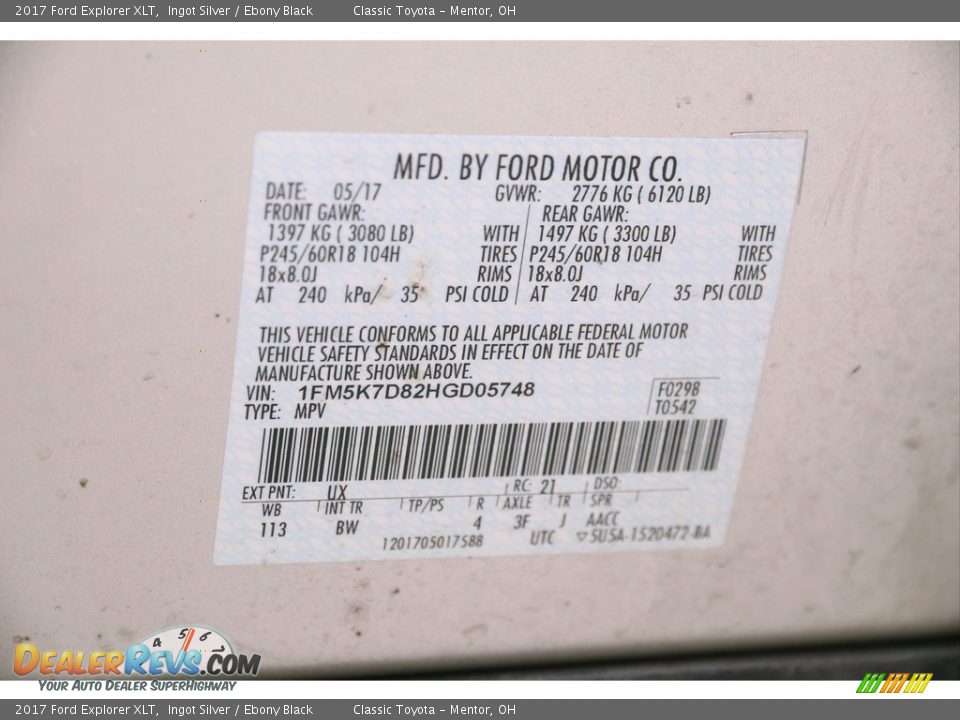 2017 Ford Explorer XLT, Ingot Silver / Ebony Black Classic Toyota - Mentor, OH
MFD. BY FORD MOTOR CO.
DATE: 05/17 GVWR: 2776 KG ( 6120 LB)
FRONT GAWR: REAR GAWR:
1397 KG ( 3080 LB) WITH 1497 KG ( 3300 LB) WITH
P245/60R18 104H TIRES P245/60R18 104H TIRES
18x8.0J RIMS 18x8.0J RIMS
AT 240 kPa/ 35 PSI COLD AT 240 kPa/ 35 PSI COLD
THIS VEHICLE CONFORMS TO ALL APPLICABLE FEDERAL MOTOR
VEHICLE SAFETY STANDARDS IN EFFECT ON THE DATE OF
MANUFACTURE SHOWN ABOVE.
VIN: 1FM5K7D82HGD05748 F0298
TYPE: MPV T0542
EXT PNT: UX RC: 21 DSO:
WB INT TR TP/PS R AXLE TR SPR
113 BW 4 3F J AACC
1201705017588 UTC ▽5U5A-1520472-BA
4 5 6
DEALERREVS.COM
YOUR AUTO DEALER SUPERHIGHWAY
2017 Ford Explorer XLT, Ingot Silver / Ebony Black Classic Toyota - Mentor, OH